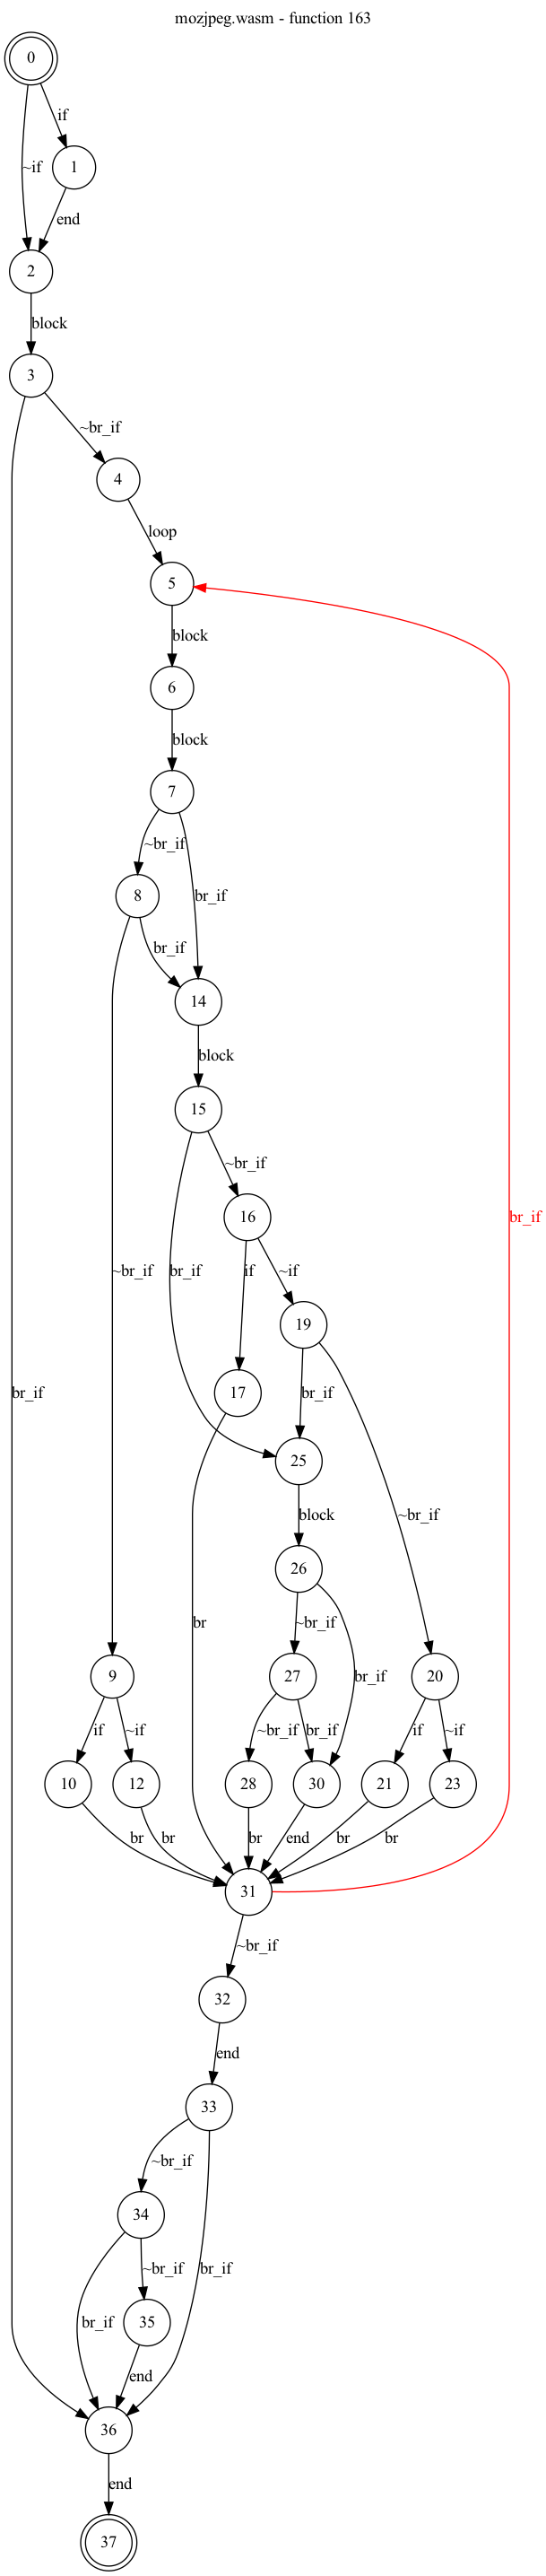 mozjpeg.wasm - function 163
0
if
~if
1
end
2
block
3
~br_if
4
loop
5
block
6
block
7
~br_if
8
br_if
br_if
14
block
15
~br_if
16
br_if
~br_if
if
~if
19
br_if
br_if
17
br_if
25
~br_if
block
26
br
~br_if
br_if
9
27
20
if
~if
~br_if
br_if
if
~if
10
12
28
30
21
23
br
br
br
end
br
br
31
~br_if
32
end
33
~br_if
34
~br_if
br_if
br_if
35
end
36
end
37